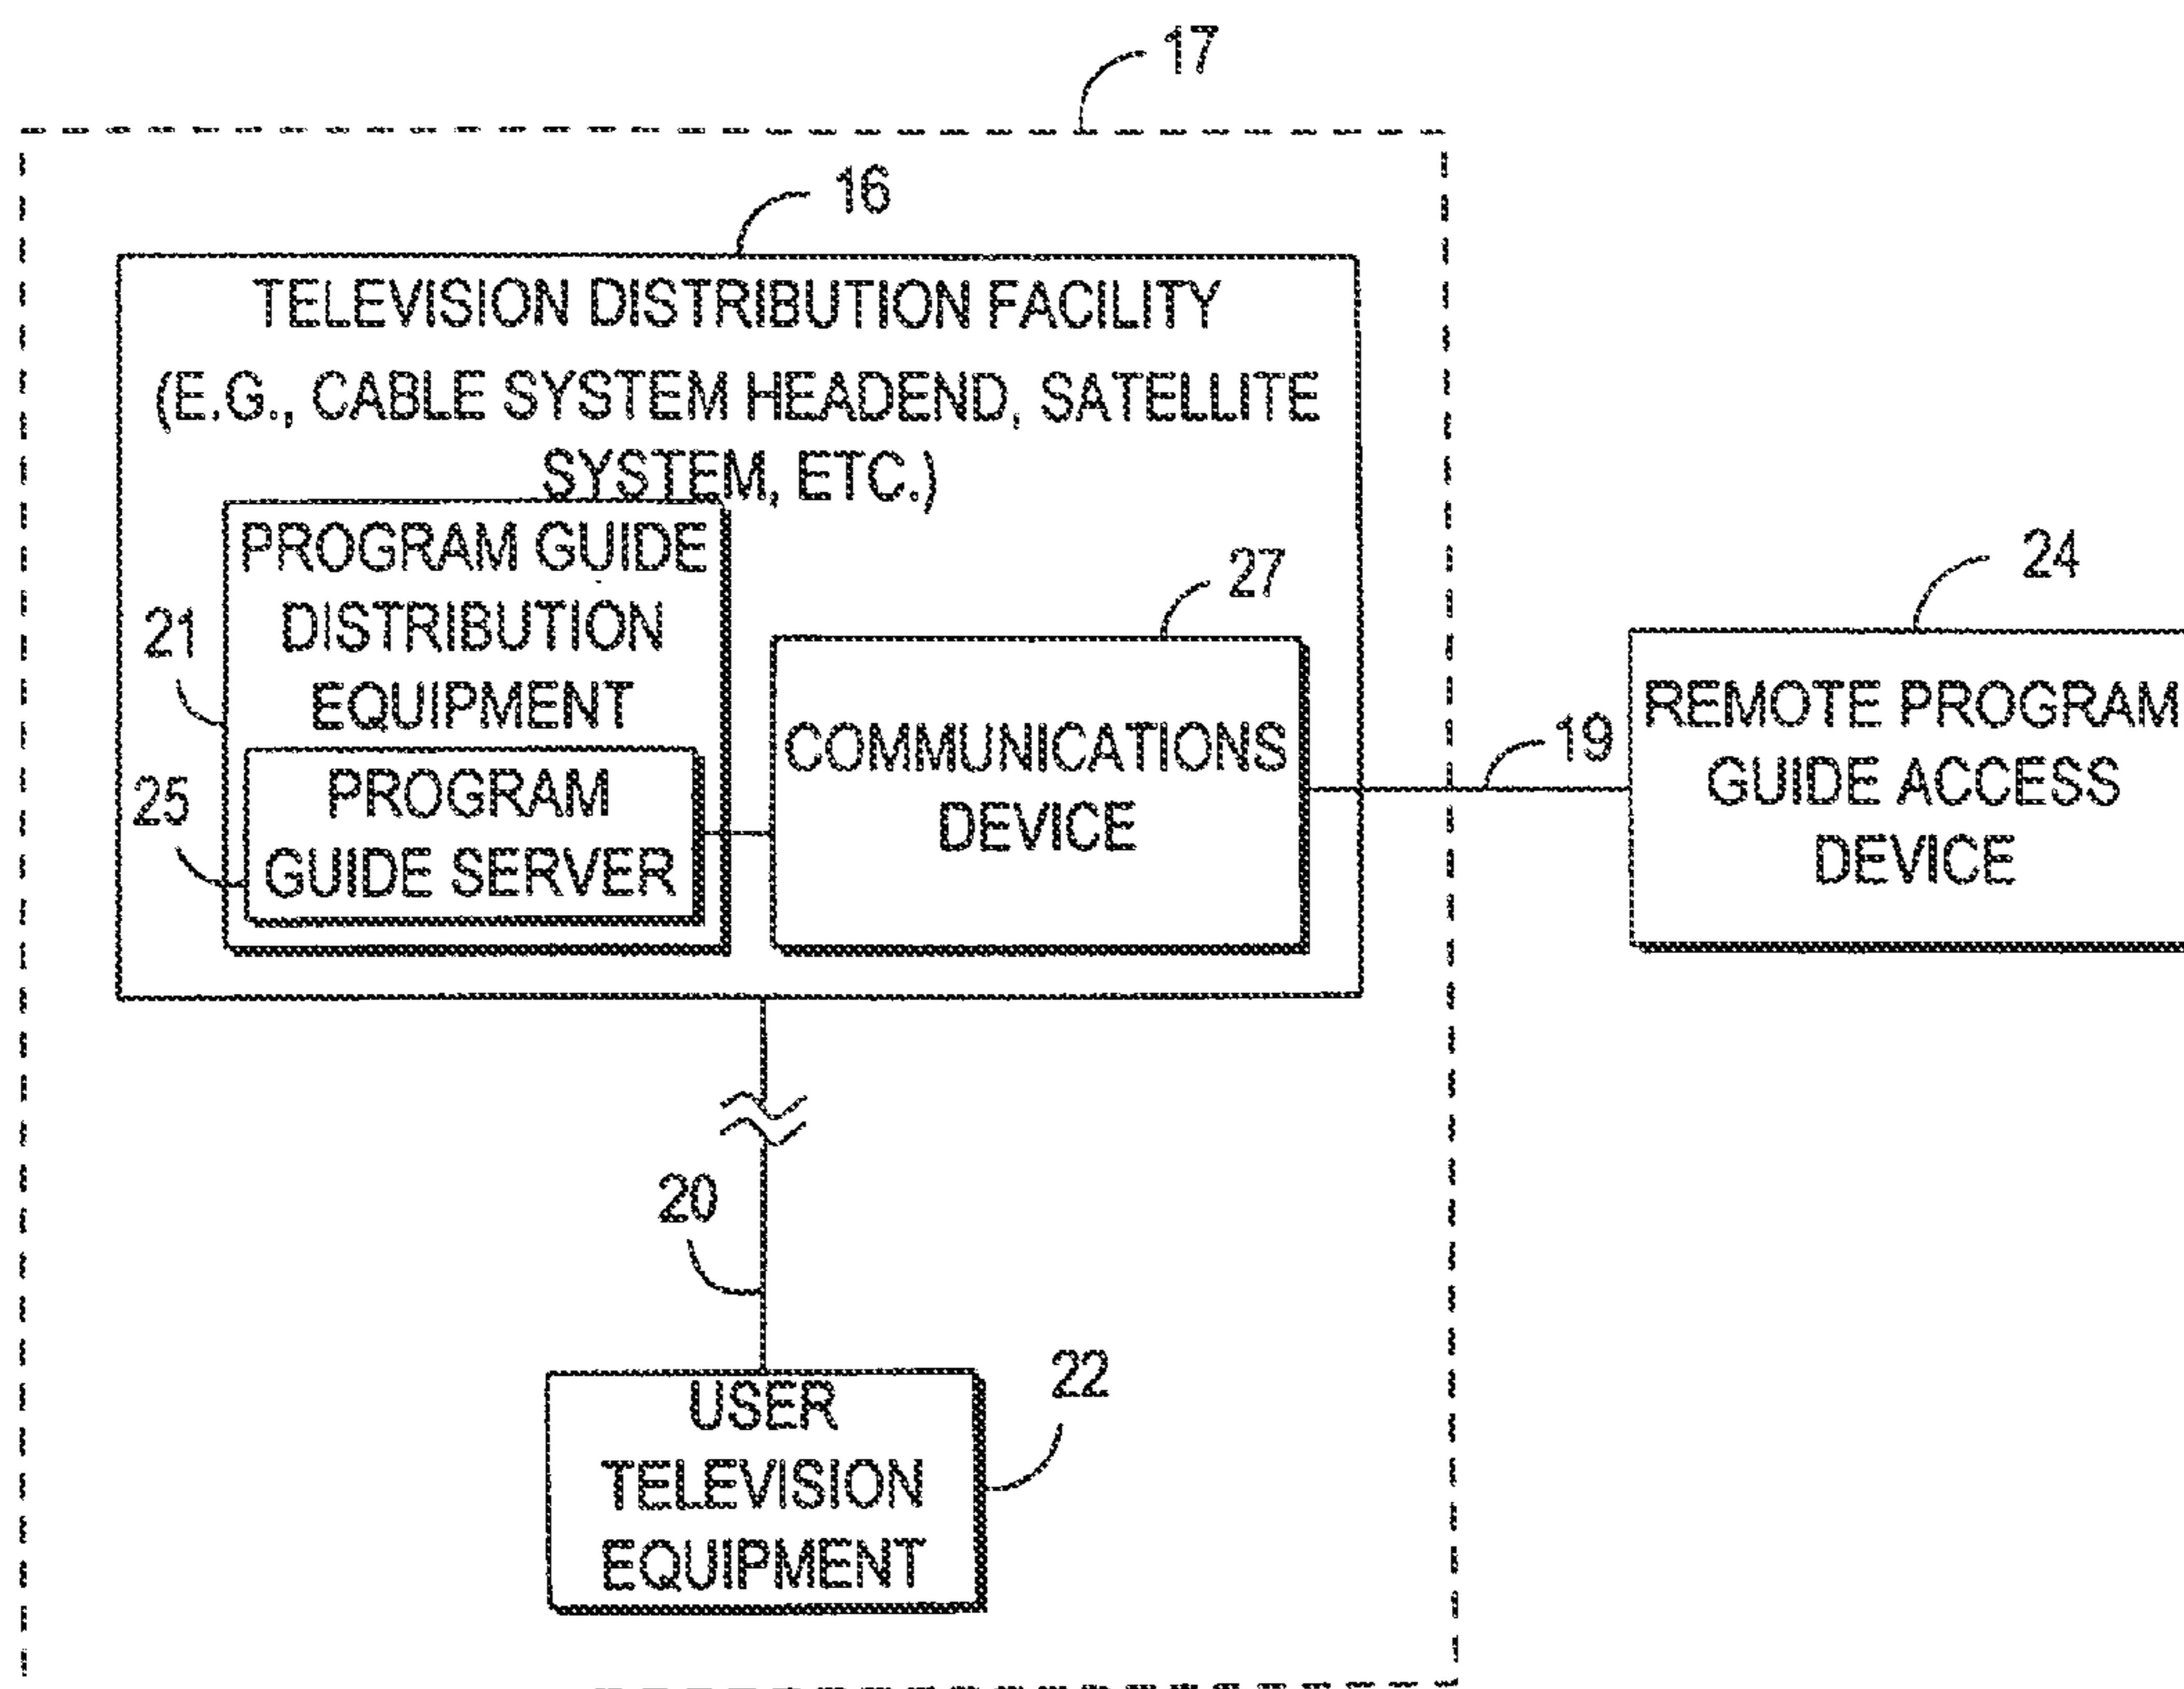 17
16
TELEVISION DISTRIBUTION FACILITY
(E.G., CABLE SYSTEM HEADEND, SATELLITE
SYSTEM, ETC.)
21
PROGRAM GUIDE
DISTRIBUTION
EQUIPMENT
25
PROGRAM
GUIDE SERVER
27
COMMUNICATIONS
DEVICE
19
24
REMOTE PROGRAM
GUIDE ACCESS
DEVICE
20
22
USER
TELEVISION
EQUIPMENT